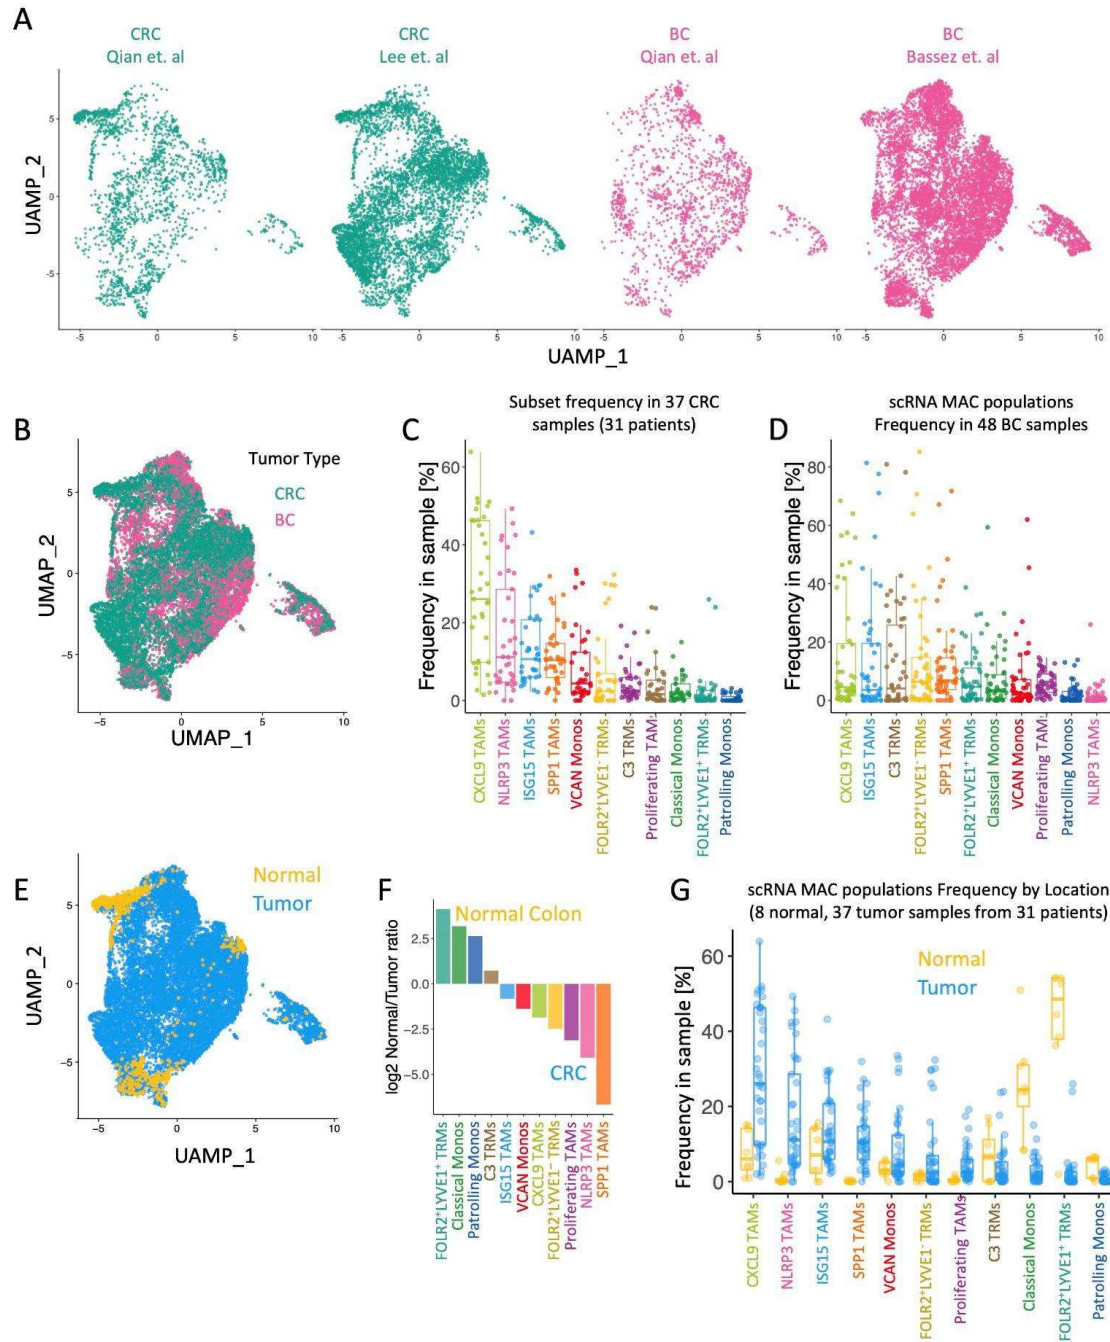 A
CRC
Qian et. al
CRC
Lee et. al
BC
Qian et. al
BC
Bassez et. al
UAMP_2
5
0
-5
-5
0
5
10
-5
0
5
10
-5
0
5
10
-5
0
5
10
UAMP_1
B
Tumor Type
CRC
BC
UMAP_2
5
0
-5
-5
0
5
10
UMAP_1
C
Subset frequency in 37 CRC
samples (31 patients)
Frequency in sample [%]
60
40
20
0
CXCL9 TAMs
NLRP3 TAMs
ISG15 TAMs
SPP1 TAMs
VCAN Monos
FOLR2⁺LYVE1⁻ TRMs
C3 TRMs
Proliferating TAM
Classical Monos
FOLR2⁺LYVE1⁺ TRMs
Patrolling Monos
D
scRNA MAC populations
Frequency in 48 BC samples
Frequency in sample [%]
80
60
40
20
0
CXCL9 TAMs
ISG15 TAMs
C3 TRMs
FOLR2⁺LYVE1⁻ TRMs
SPP1 TAMs
FOLR2⁺LYVE1⁺ TRMs
Classical Monos
VCAN Monos
Proliferating TAM
Patrolling Monos
NLRP3 TAMs
E
Normal
Tumor
UAMP_2
5
0
-5
-5
0
5
10
UAMP_1
F
Normal Colon
log2 Normal/Tumor ratio
2.5
0.0
-2.5
-5.0
CRC
FOLR2⁺LYVE1⁺ TRMs
Classical Monos
Patrolling Monos
C3 TRMs
ISG15 TAMs
VCAN Monos
CXCL9 TAMs
FOLR2⁺LYVE1⁻ TRMs
Proliferating TAMs
NLRP3 TAMs
SPP1 TAMs
G
scRNA MAC populations Frequency by Location
(8 normal, 37 tumor samples from 31 patients)
Normal
Tumor
Frequency in sample [%]
60
40
20
0
CXCL9 TAMs
NLRP3 TAMs
ISG15 TAMs
SPP1 TAMs
VCAN Monos
FOLR2⁺LYVE1⁻ TRMs
Proliferating TAMs
C3 TRMs
Classical Monos
FOLR2⁺LYVE1⁺ TRMs
Patrolling Monos